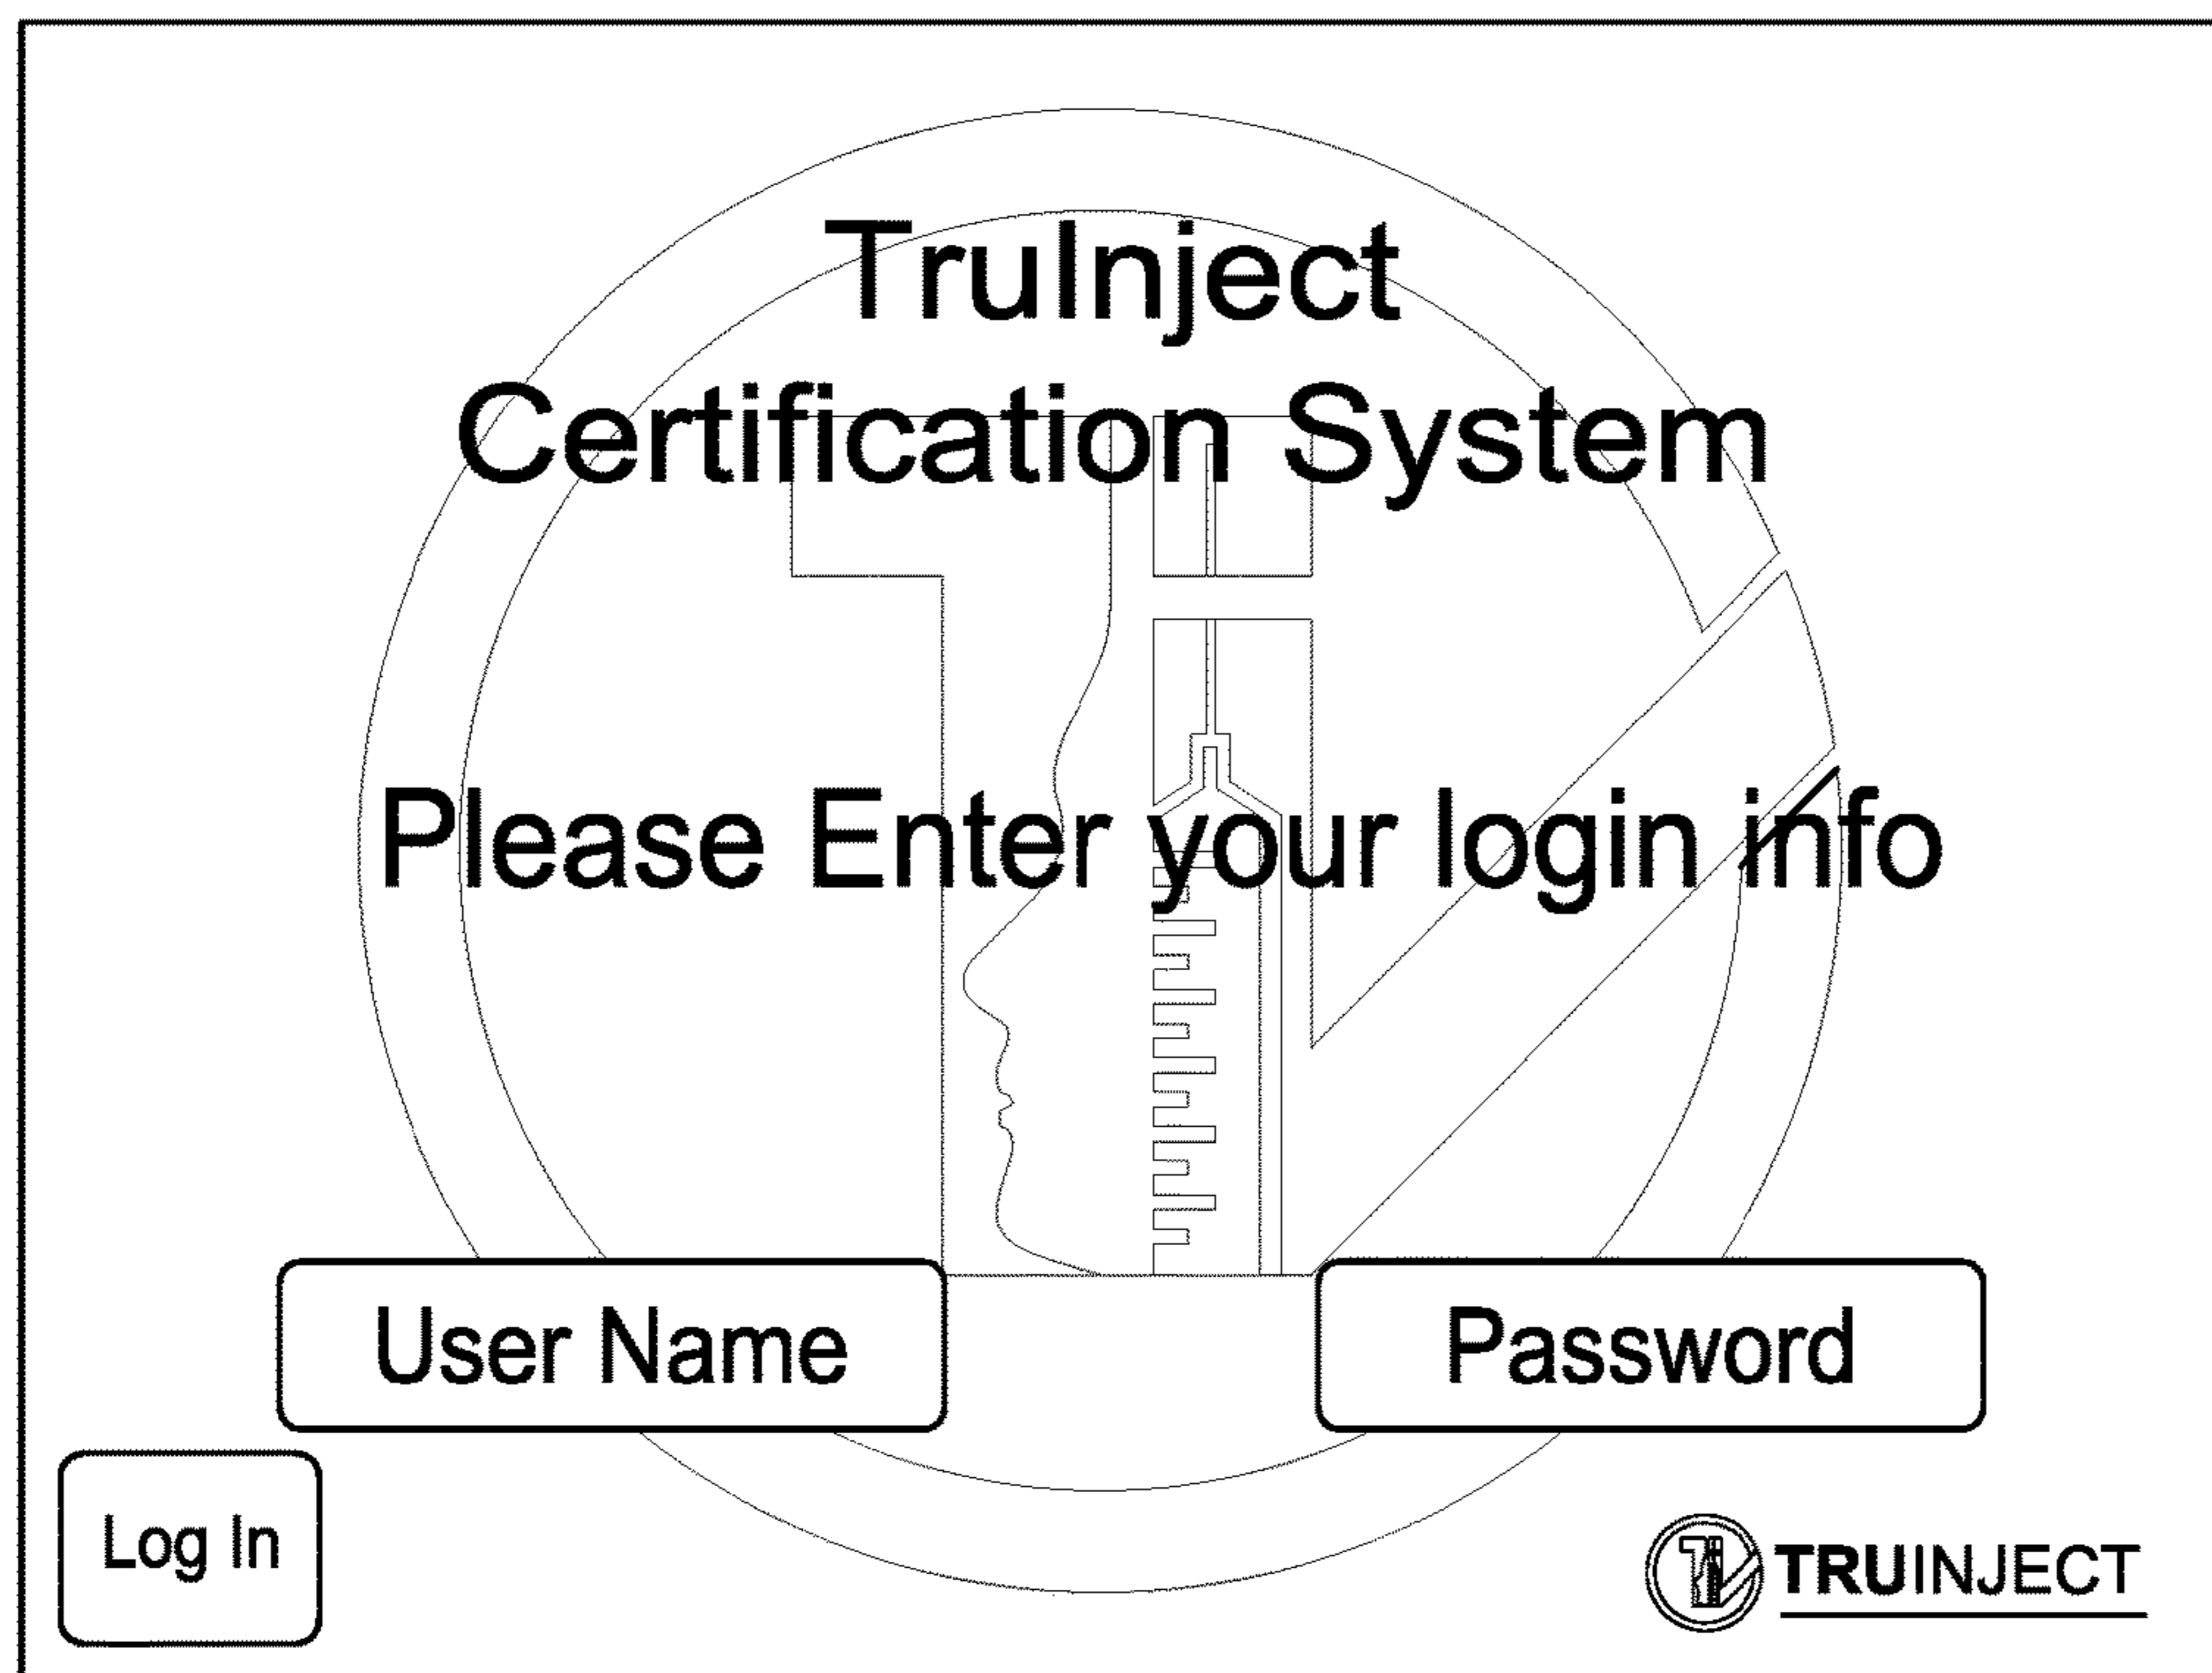 TruInject
Certification System
Please Enter your login info
User Name
Password
Log In
TRUINJECT